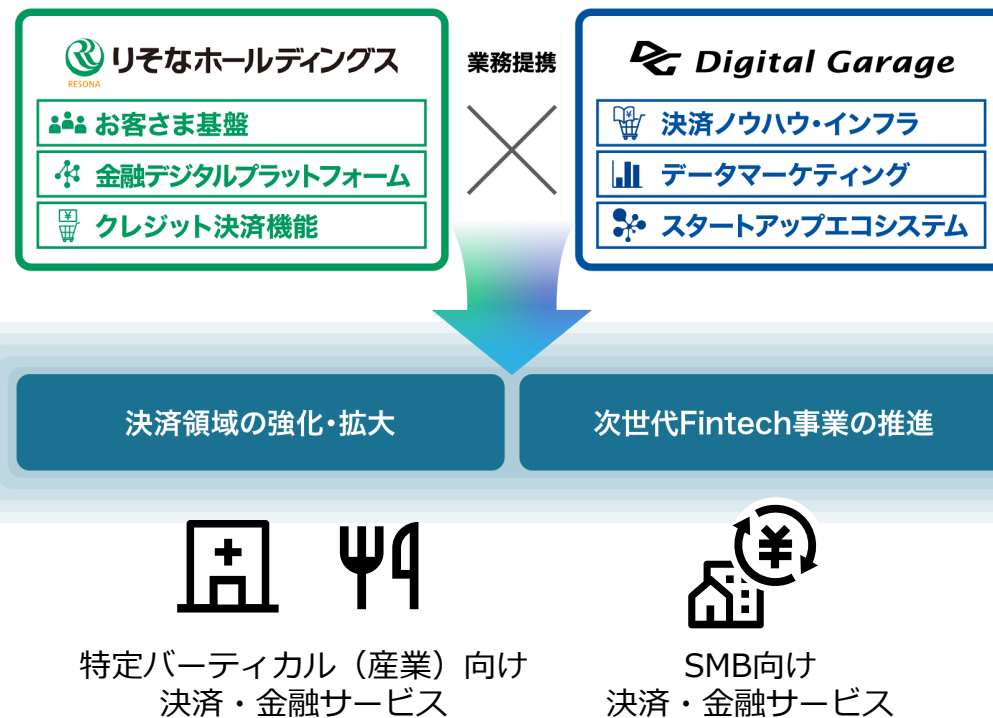 りそなホールディングス
RESONA
お客さま基盤
金融デジタルプラットフォーム
¥
クレジット決済機能
業務提携
DG Digital Garage
¥
決済ノウハウ・インフラ
データマーケティング
スタートアップエコシステム
決済領域の強化・拡大
次世代Fintech事業の推進
¥
特定バーティカル（産業）向け
決済・金融サービス
SMB向け
決済・金融サービス